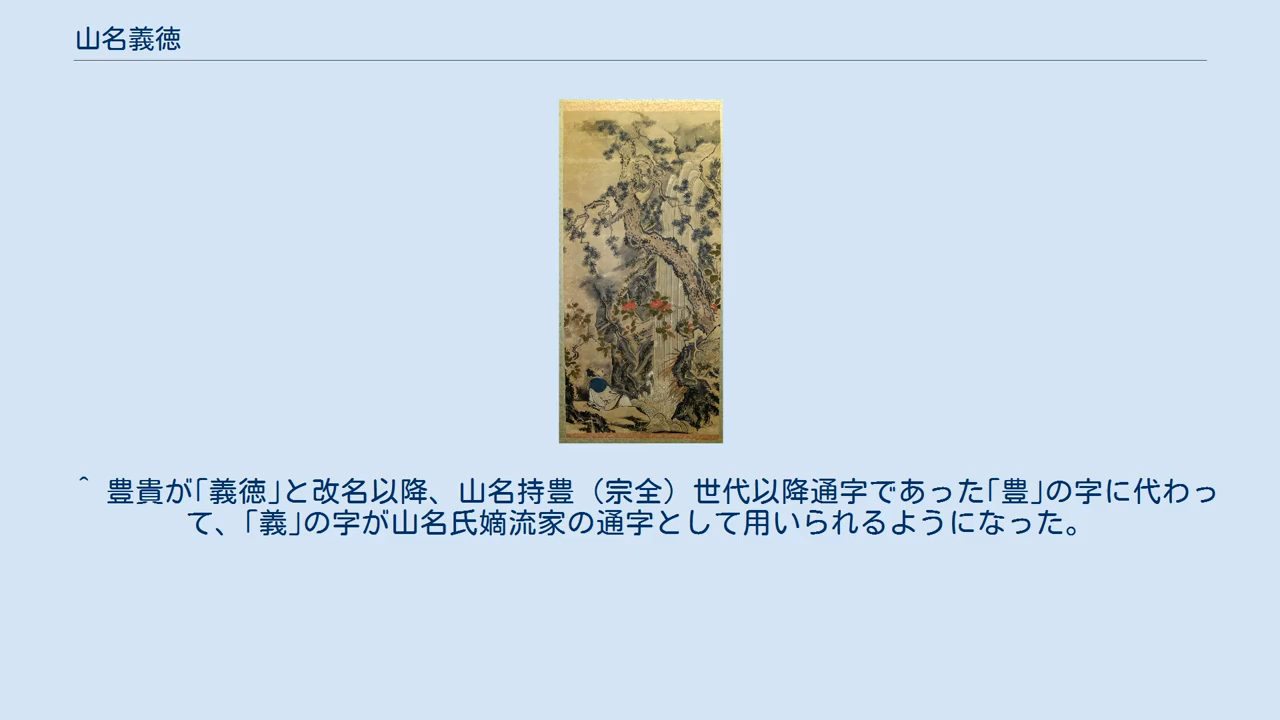 山名義徳
^ 豊貴が｢義徳｣と改名以降、山名持豊（宗全）世代以降通字であった｢豊｣の字に代わっ
て、｢義｣の字が山名氏嫡流家の通字として用いられるようになった。